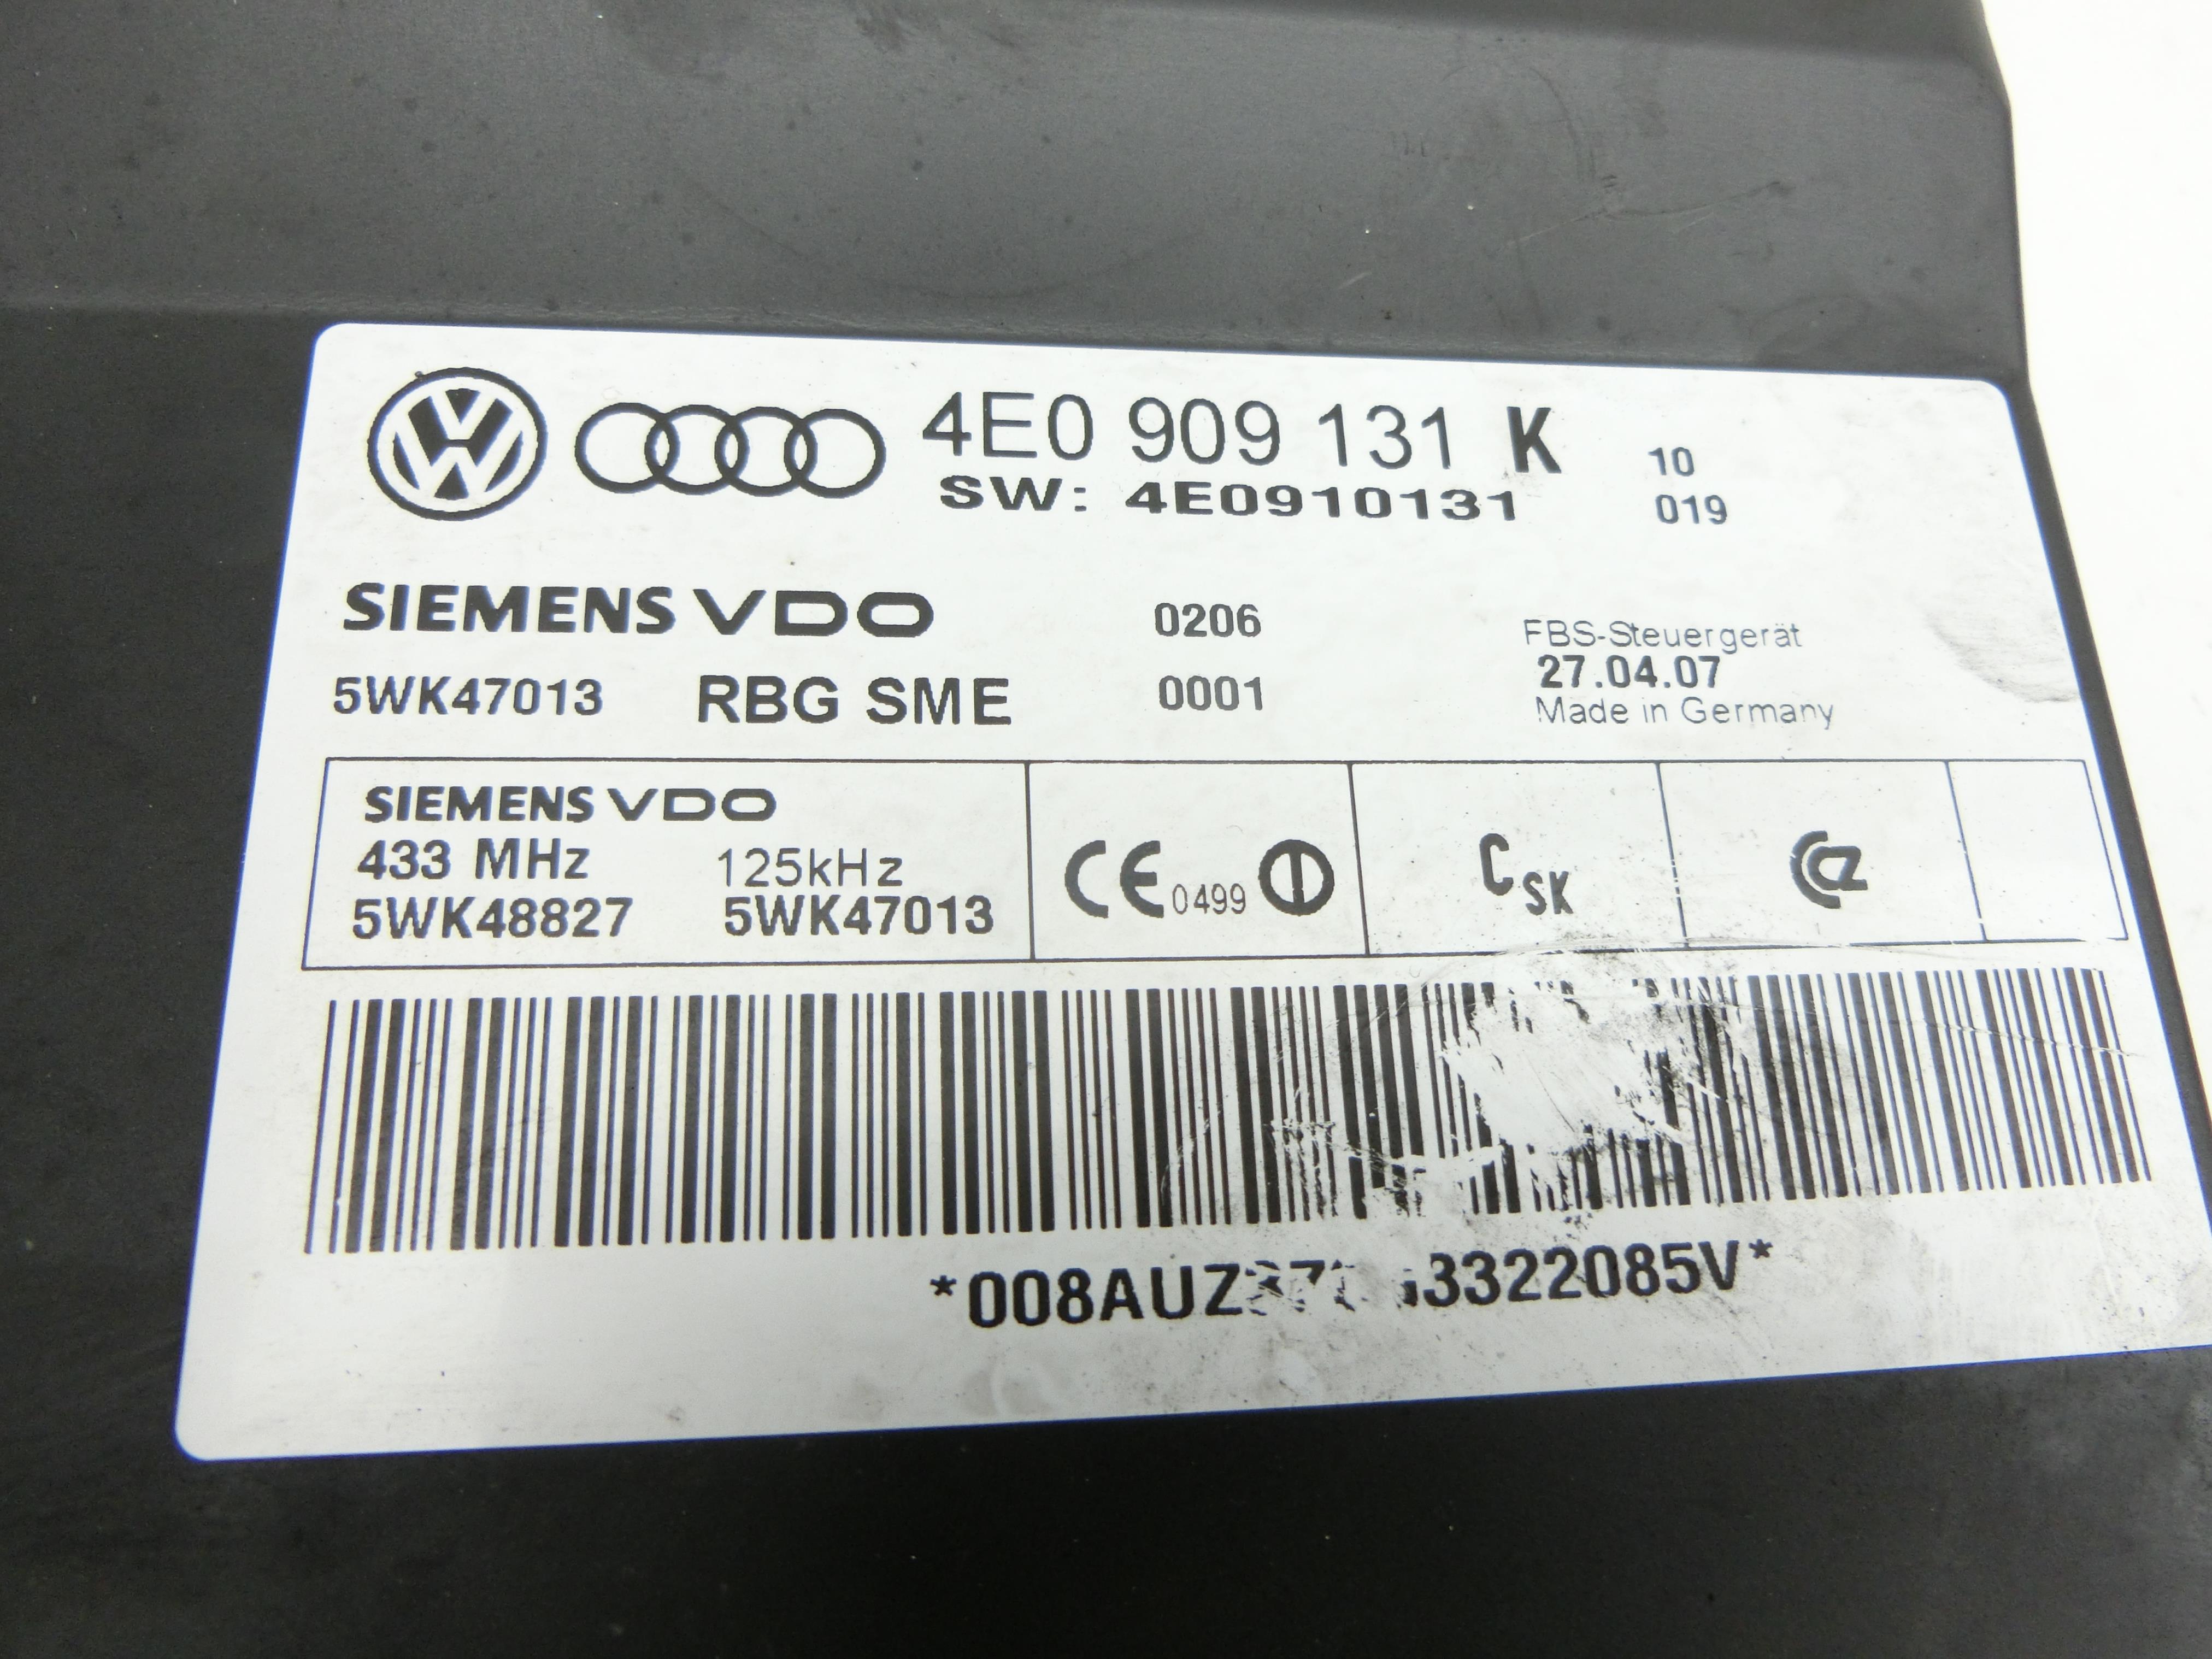 4E0 909 131 K 10
SW: 4E0910131 019
SIEMENS VDO 0206 FBS-Steuergerät
27.04.07
5WK47013 RBG SME 0001 Made in Germany
SIEMENS VDO
433 MHz 125kHz
5WK48827 5WK47013
CE 0499
C SK